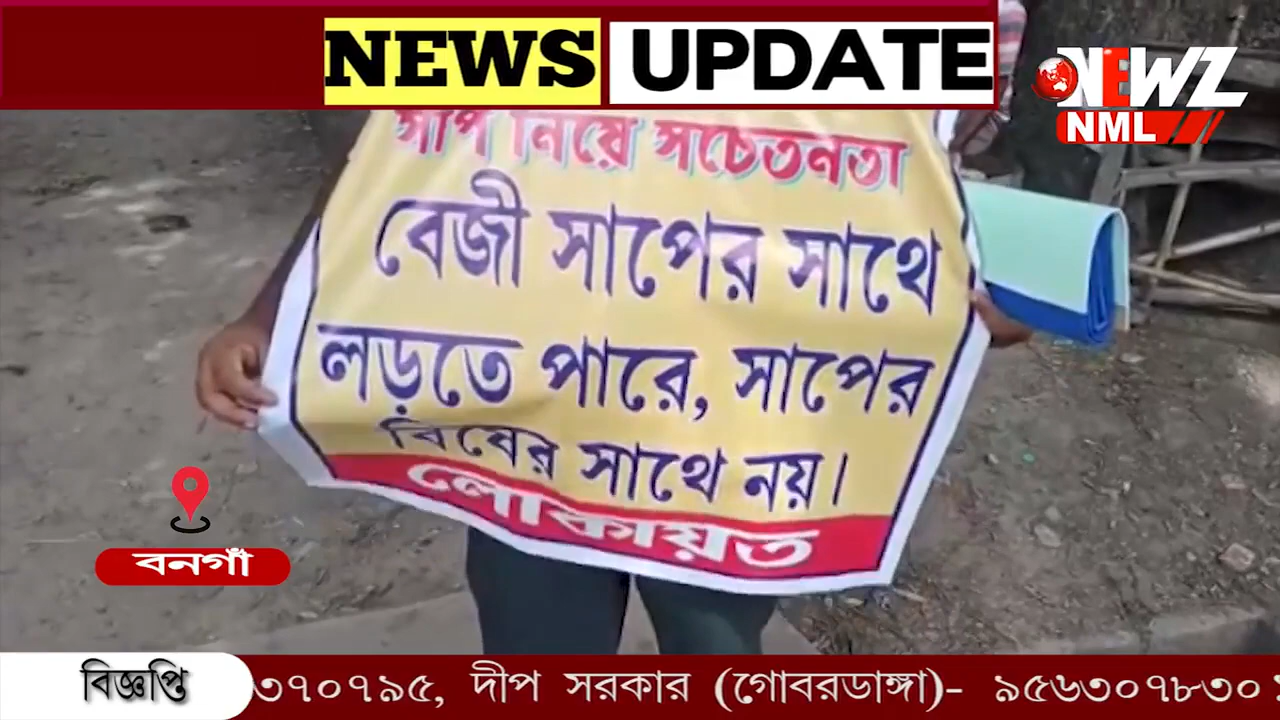 NEWS UPDATE
NEWZ
NML
সাপ নিয়ে সচেতনতা
বেজী সাপের সাথে
লড়তে পারে, সাপের
বিষের সাথে নয়।
লোকায়ত
বনগাঁ
বিজ্ঞপ্তি
৩৭০৭৯৫, দীপ সরকার (গোবরডাঙ্গা)- ৯৫৬৩০৭৮৩০